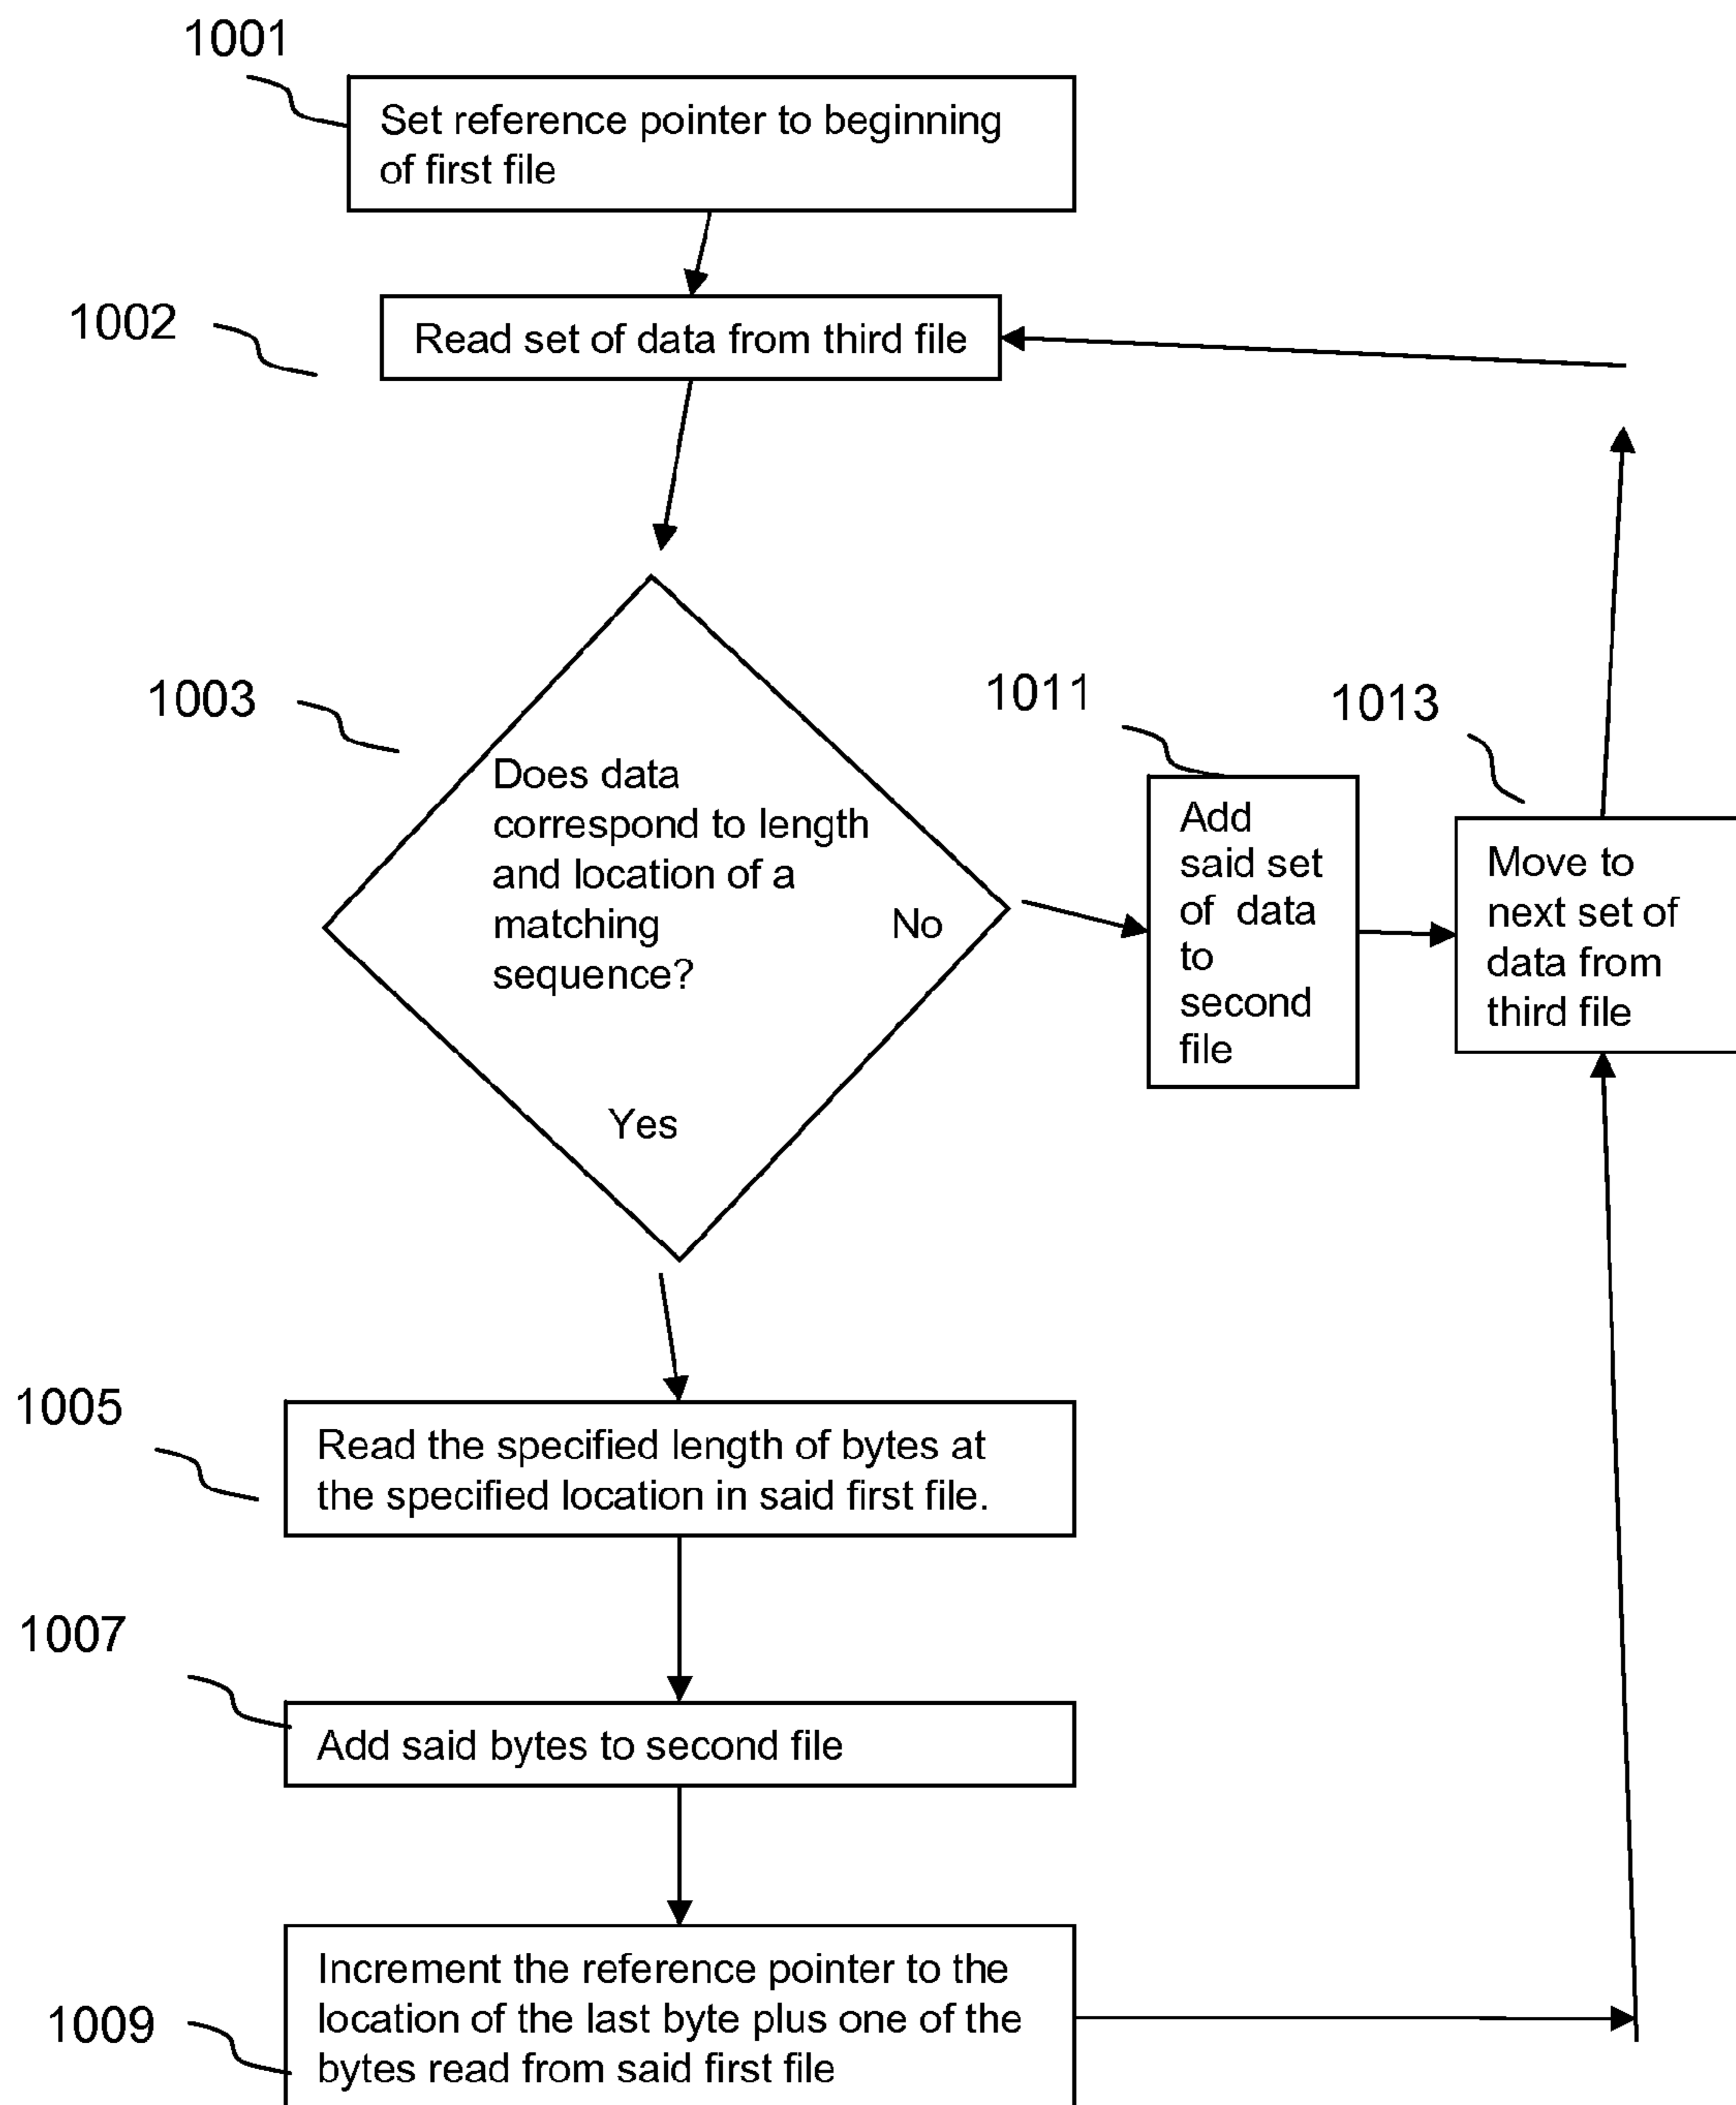 1001
Set reference pointer to beginning
of first file
1002
Read set of data from third file
1003
Does data
correspond to length
and location of a
matching
sequence?
No
Yes
1011
Add
said set
of data
to
second
file
1013
Move to
next set of
data from
third file
1005
Read the specified length of bytes at
the specified location in said first file.
1007
Add said bytes to second file
1009
Increment the reference pointer to the
location of the last byte plus one of the
bytes read from said first file